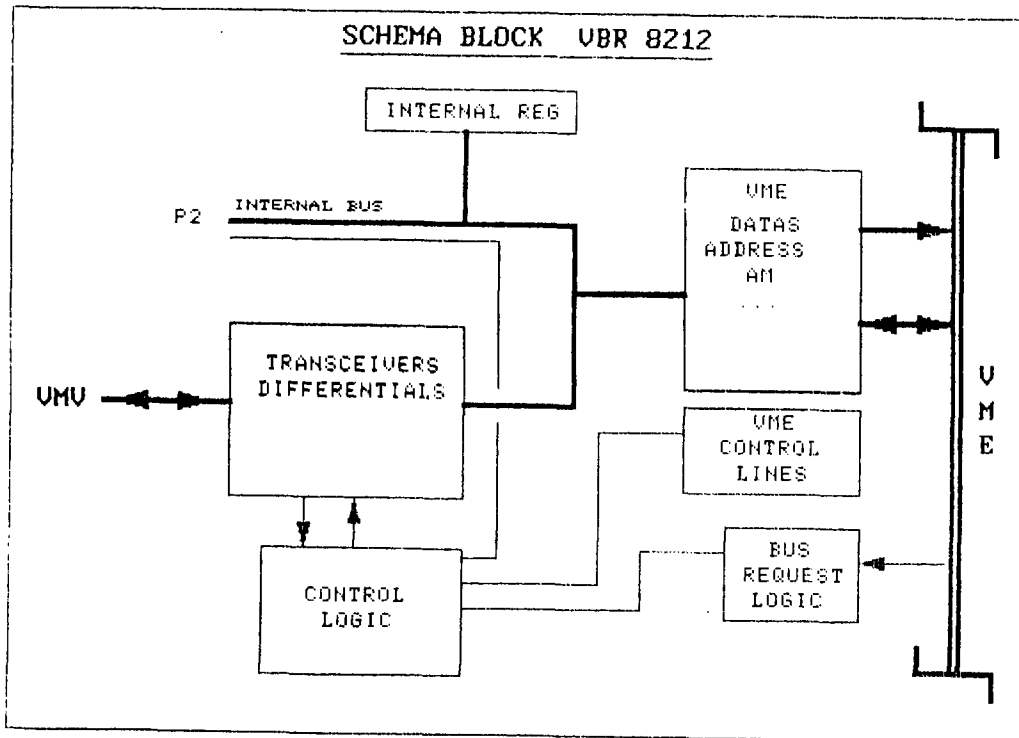 SCHEMA BLOCK VBR 8212
INTERNAL REG
P2
INTERNAL BUS
VME
DATAS
ADDRESS
AM
...
TRANSCEIVERS
DIFFERENTIALS
VMV
VME
CONTROL
LINES
VME
BUS
REQUEST
LOGIC
CONTROL
LOGIC